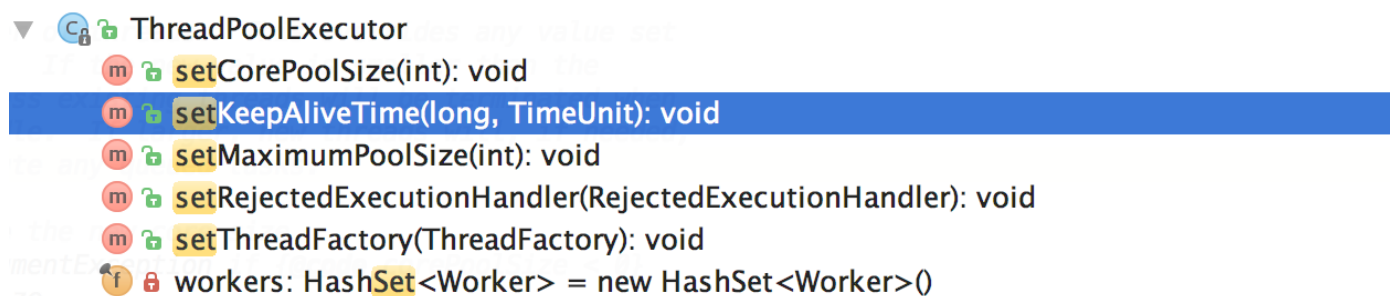 ThreadPoolExecutor
setCorePoolSize(int): void
setKeepAliveTime(long, TimeUnit): void
setMaximumPoolSize(int): void
setRejectedExecutionHandler(RejectedExecutionHandler): void
setThreadFactory(ThreadFactory): void
workers: HashSet<Worker> = new HashSet<Worker>()